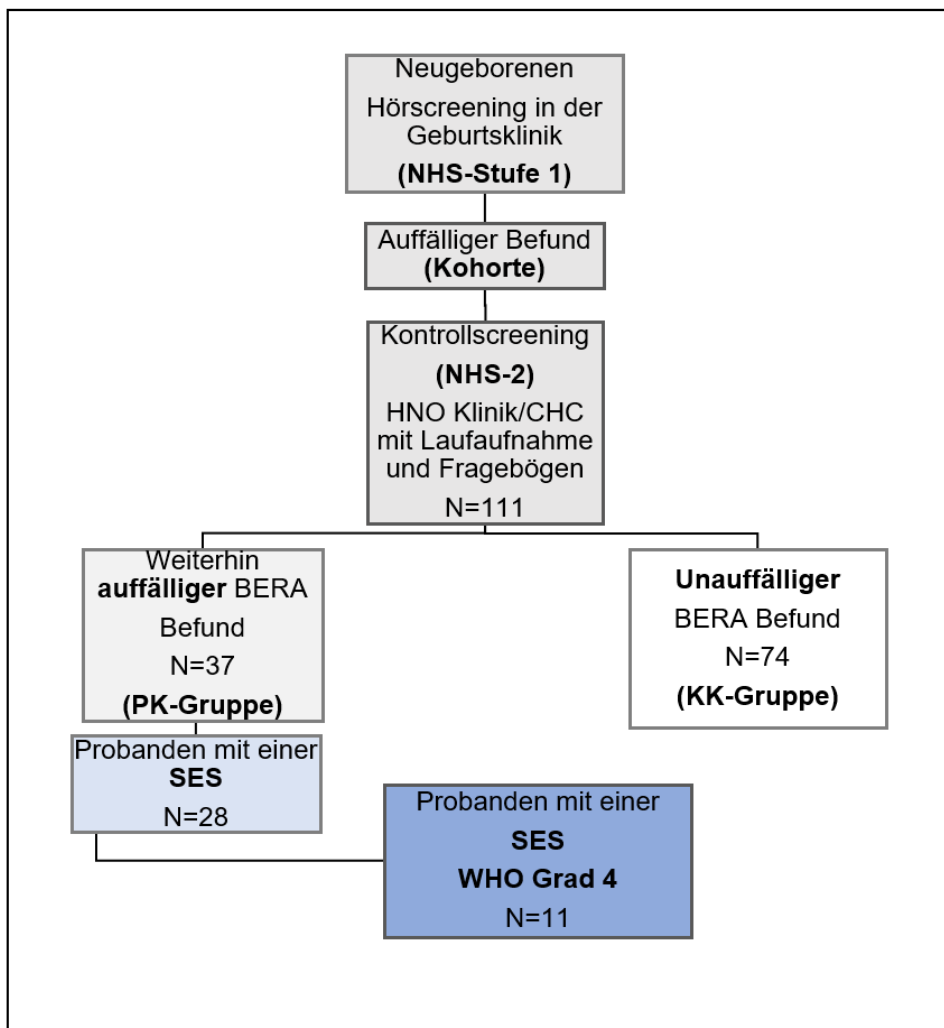 Neugeborenen
Hörscreening in der
Geburtsklinik
(NHS-Stufe 1)
Auffälliger Befund
(Kohorte)
Kontrollscreening
(NHS-2)
HNO Klinik/CHC
mit Laufaufnahme
und Fragebögen
N=111
Weiterhin
auffälliger BERA
Befund
N=37
(PK-Gruppe)
Unauffälliger
BERA Befund
N=74
(KK-Gruppe)
Probanden mit einer
SES
N=28
Probanden mit einer
SES
WHO Grad 4
N=11